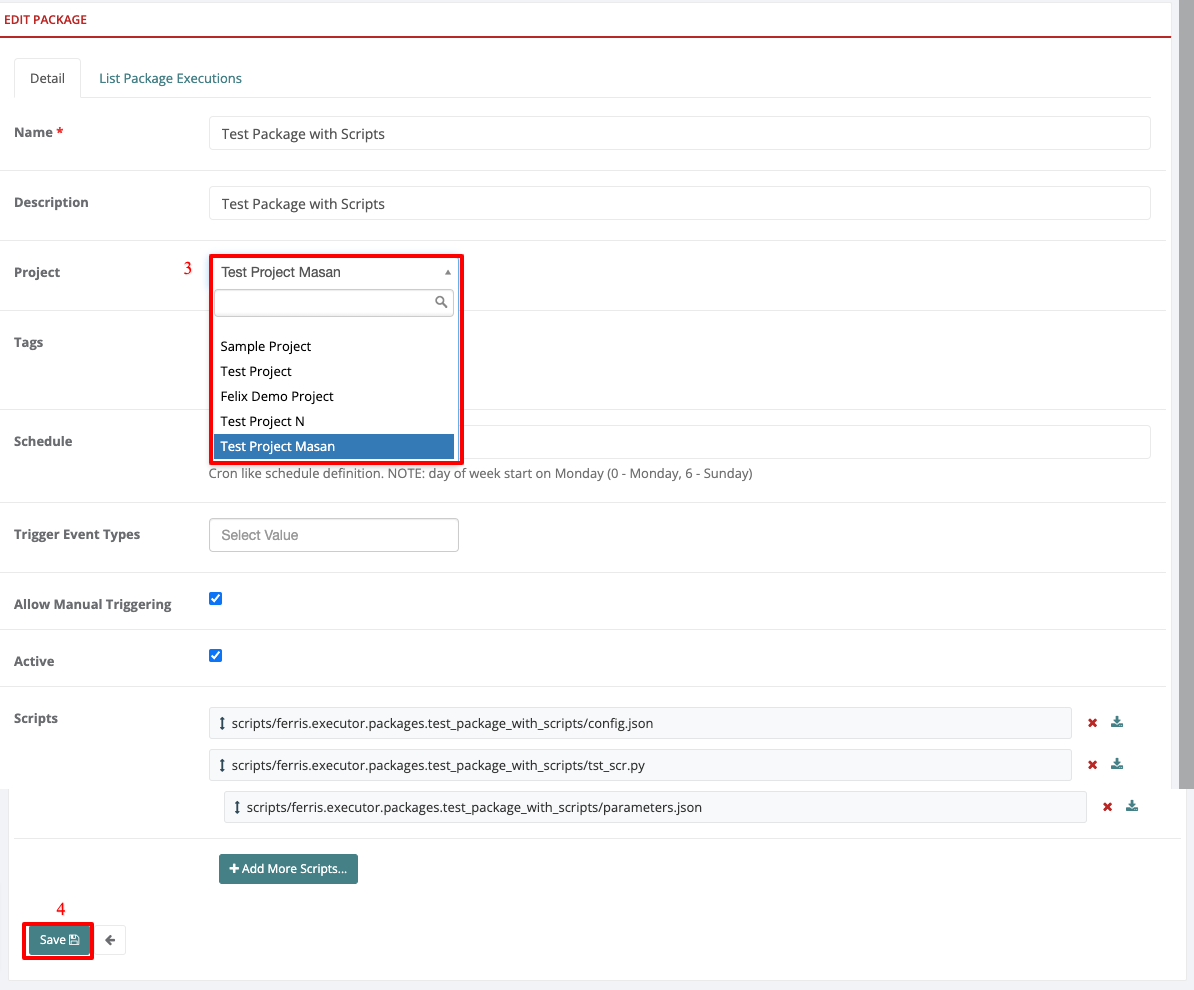 EDIT PACKAGE
Detail List Package Executions
Name * Test Package with Scripts
Description Test Package with Scripts
Project 3 Test Project Masan
Sample Project
Tags
Test Project
Felix Demo Project
Test Project N
Schedule
Test Project Masan
Cron like schedule definition. NOTE: day of week start on Monday (0 - Monday, 6 - Sunday)
Trigger Event Types Select Value
Allow Manual Triggering
Active
Scripts scripts/ferris.executor.packages.test_package_with_scripts/config.json
scripts/ferris.executor.packages.test_package_with_scripts/tst_scr.py
scripts/ferris.executor.packages.test_package_with_scripts/parameters.json
Add More Scripts...
4
Save